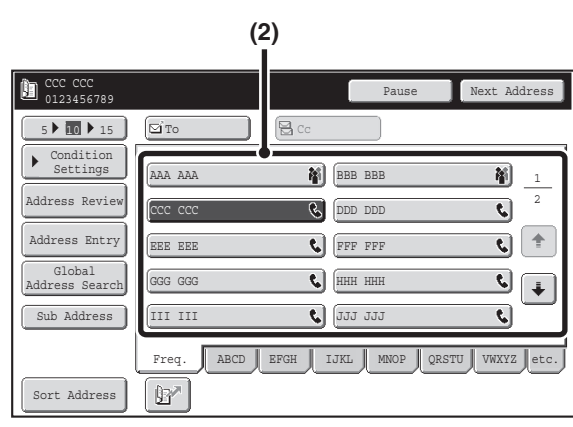 (2)
CCC CCC
0123456789
Pause
Next Address
5 10 15
To
Cc
Condition
Settings
Address Review
Address Entry
Global
Address Search
Sub Address
Sort Address
AAA AAA
BBB BBB
CCC CCC
DDD DDD
EEE EEE
FFF FFF
GGG GGG
HHH HHH
III III
JJJ JJJ
1
2
Freq.
ABCD
EFGH
IJKL
MNOP
QRSTU
VWXYZ
etc.